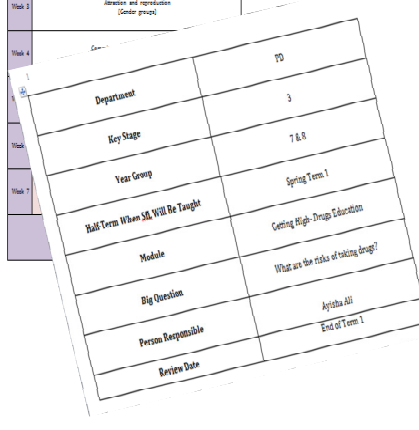 Week 3
Attraction and reproduction
[Gender groups]
Week 4
Department
PD
Key Stage
3
Year Group
7 & 8
Half-Term When SOL Will Be Taught
Spring Term 1
Module
Getting High- Drugs Education
Big Question
What are the risks of taking drugs?
Person Responsible
Ayisha Ali
Review Date
End of Term 1
Week
Week 7